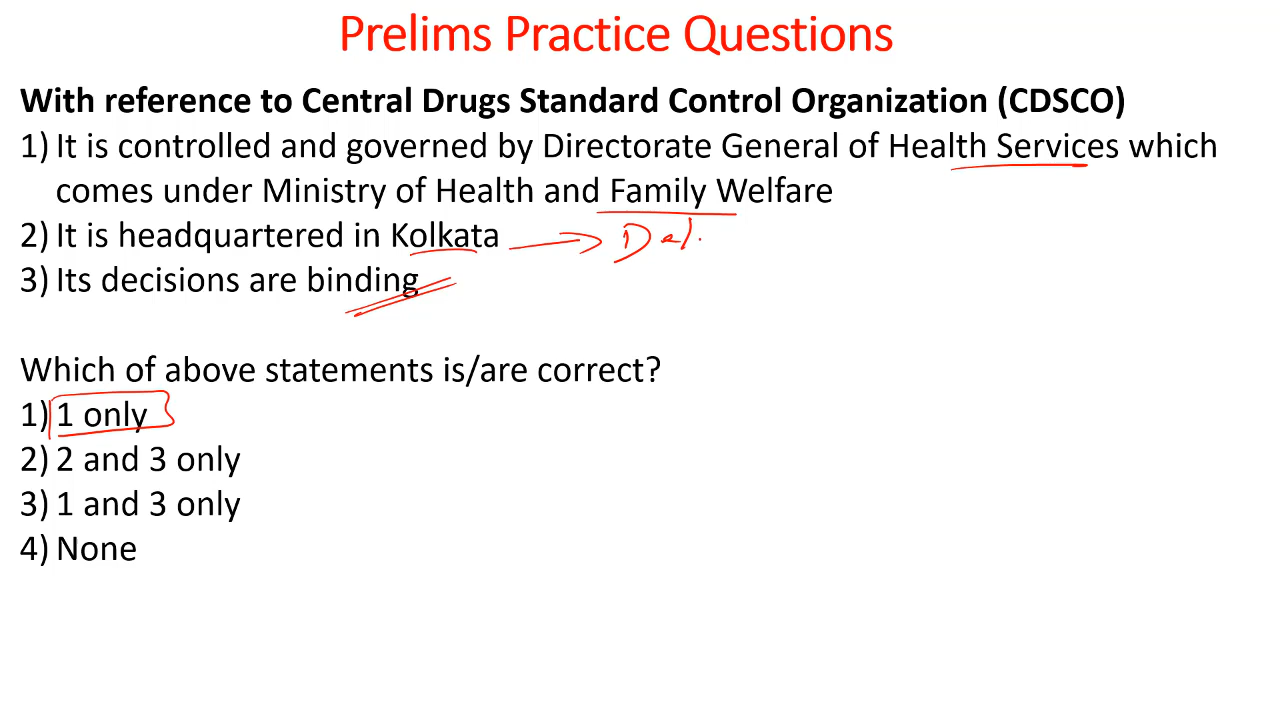 Prelims Practice Questions
With reference to Central Drugs Standard Control Organization (CDSCO)
1) It is controlled and governed by Directorate General of Health Services which
comes under Ministry of Health and Family Welfare
2) It is headquartered in Kolkata → Del.
3) Its decisions are binding
Which of above statements is/are correct?
1) 1 only
2) 2 and 3 only
3) 1 and 3 only
4) None